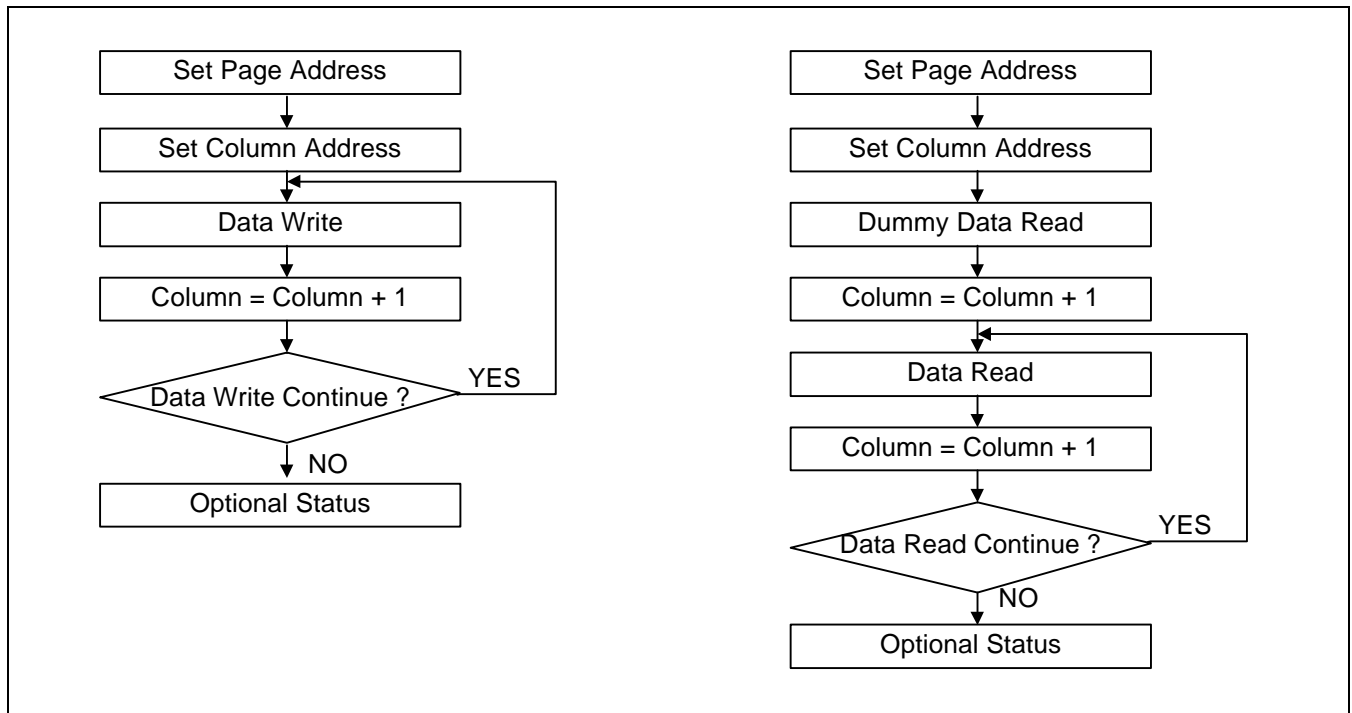 Set Page Address
Set Column Address
Data Write
Column = Column + 1
Data Write Continue ?
YES
NO
Optional Status
Set Page Address
Set Column Address
Dummy Data Read
Column = Column + 1
Data Read
Column = Column + 1
Data Read Continue ?
YES
NO
Optional Status